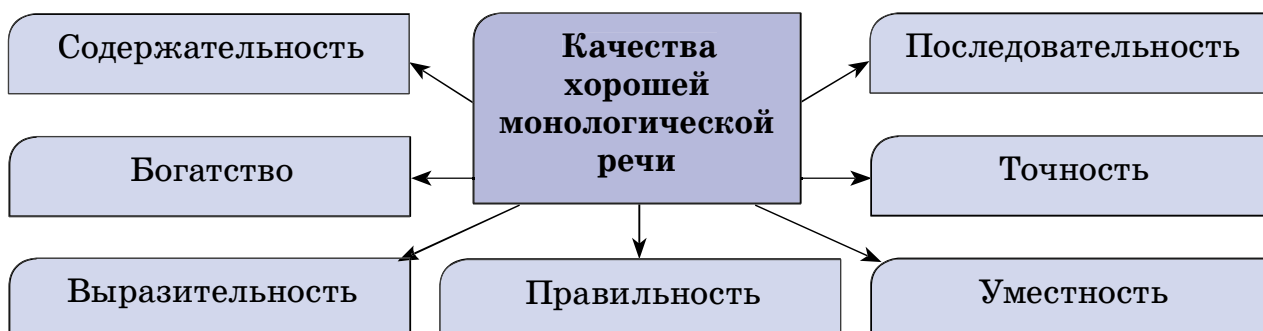 Содержательность
Качества
хорошей
монологической
речи
Последовательность
Богатство
Точность
Выразительность
Правильность
Уместность